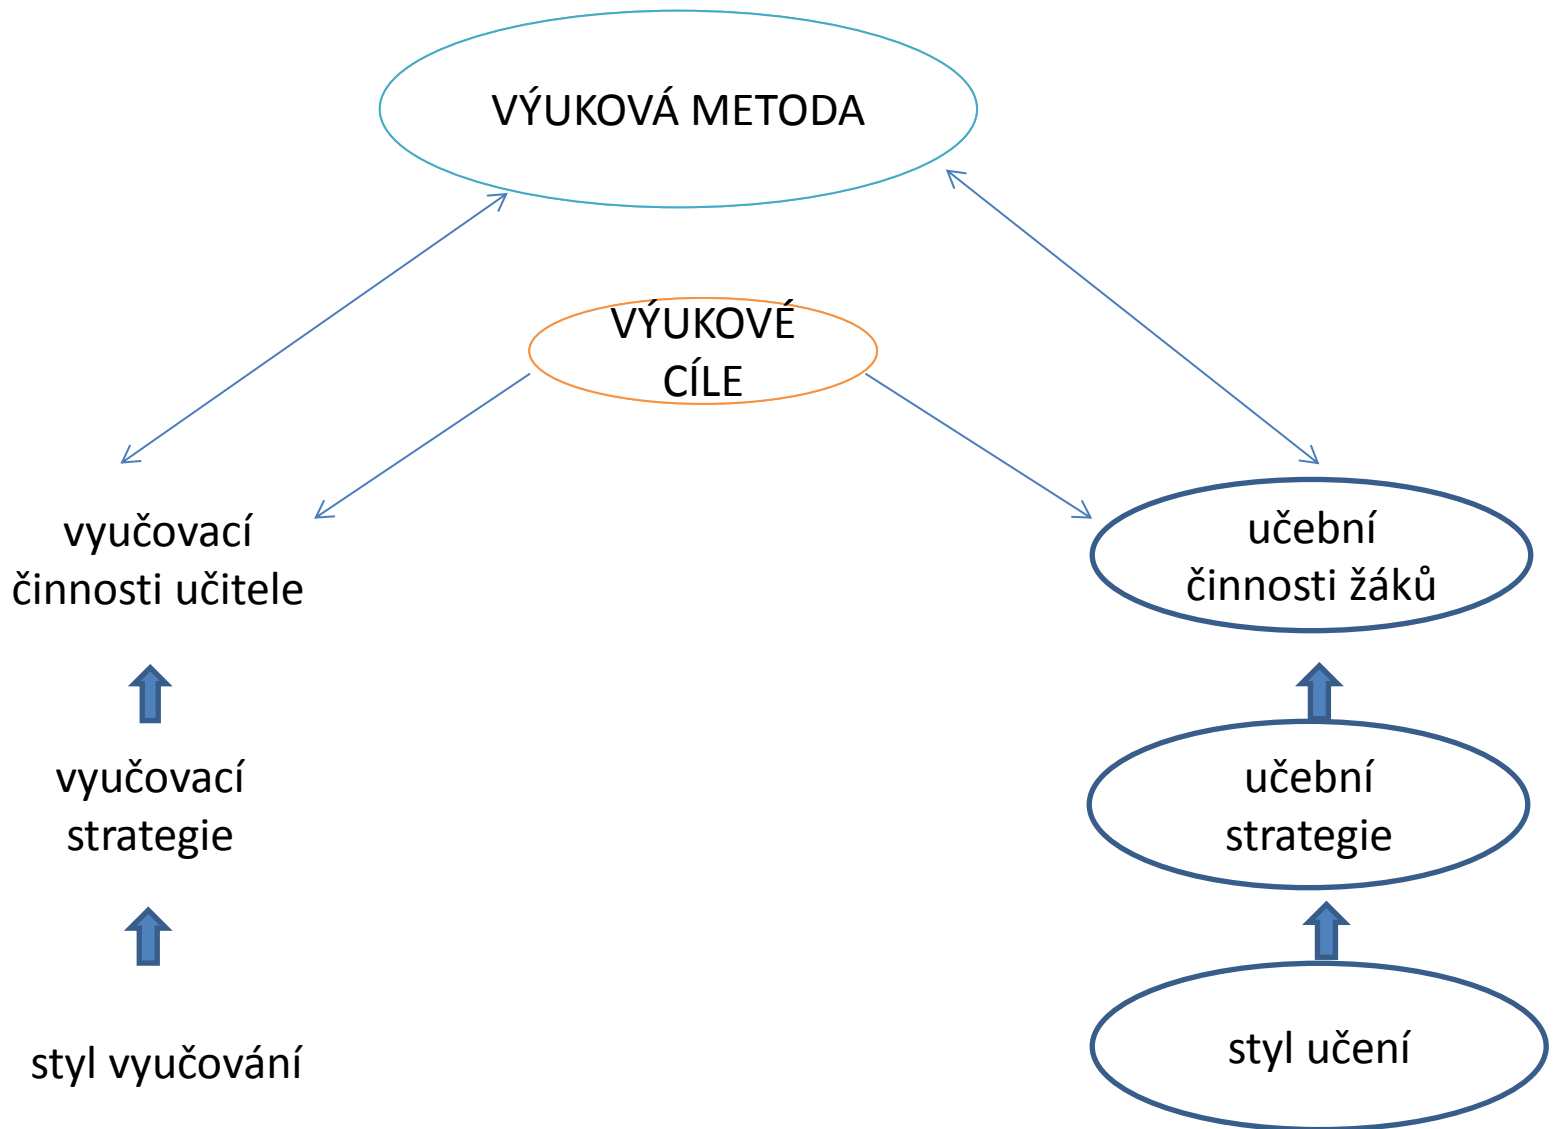 VÝUKOVÁ METODA
VÝUKOVÉ
CÍLE
vyučovací
činnosti učitele
učební
činnosti žáků
vyučovací
strategie
učební
strategie
styl vyučování
styl učení